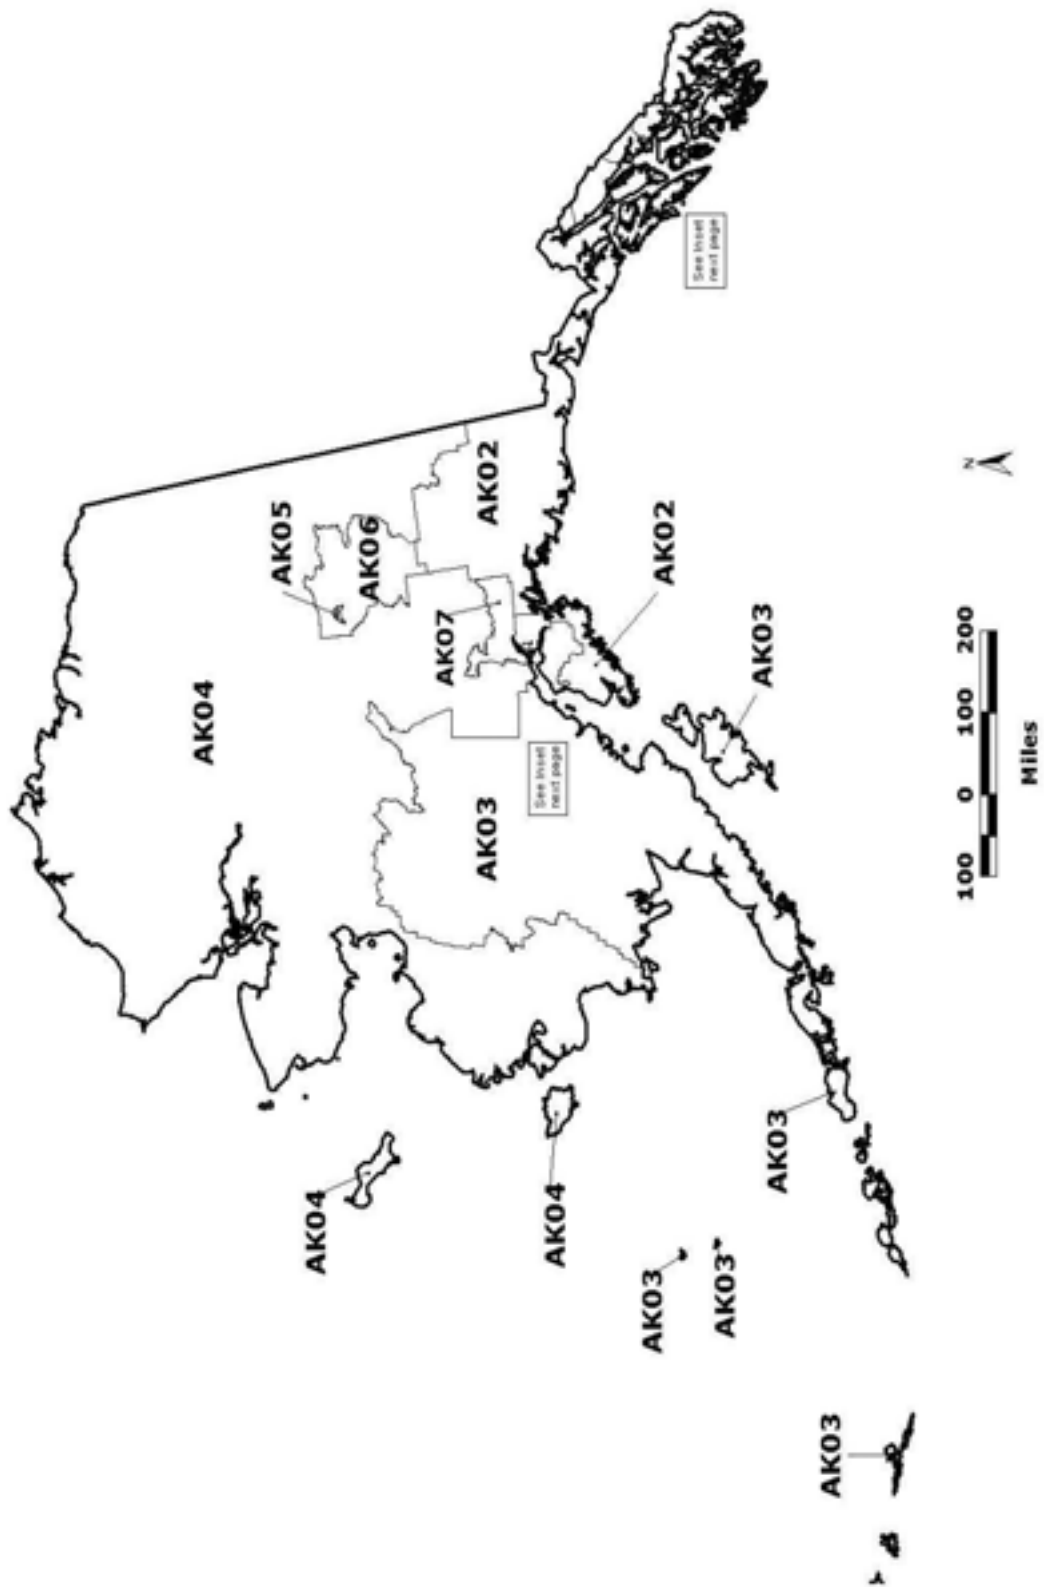 AK04
AK05
AK06
AK02
AK07
AK03
See Inset
next page
See Inset
next page
AK02
AK03
AK04
AK04
AK03
AK03
AK03
AK03
N
100 0 100 200
Miles